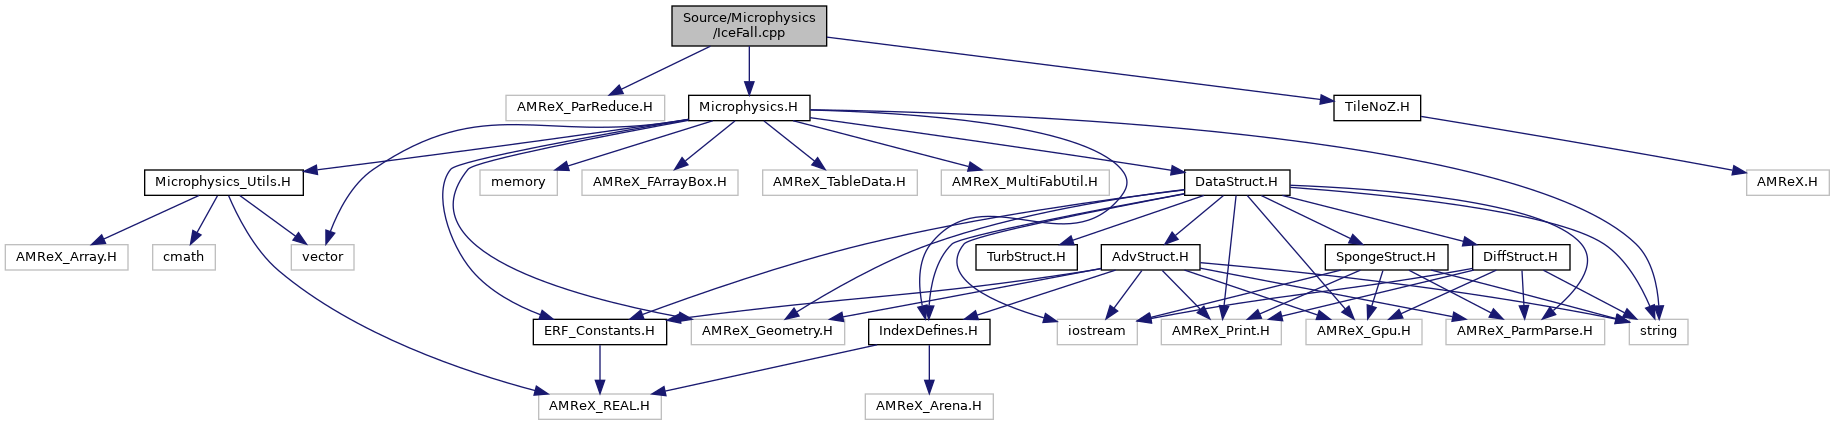 Source/Microphysics
/IceFall.cpp
AMReX_ParReduce.H
Microphysics.H
TileNoZ.H
Microphysics_Utils.H
memory
AMReX_FArrayBox.H
AMReX_TableData.H
AMReX_MultiFabUtil.H
DataStruct.H
AMReX.H
AMReX_Array.H
cmath
vector
TurbStruct.H
AdvStruct.H
SpongeStruct.H
DiffStruct.H
ERF_Constants.H
AMReX_Geometry.H
IndexDefines.H
iostream
AMReX_Print.H
AMReX_Gpu.H
AMReX_ParmParse.H
string
AMReX_REAL.H
AMReX_Arena.H